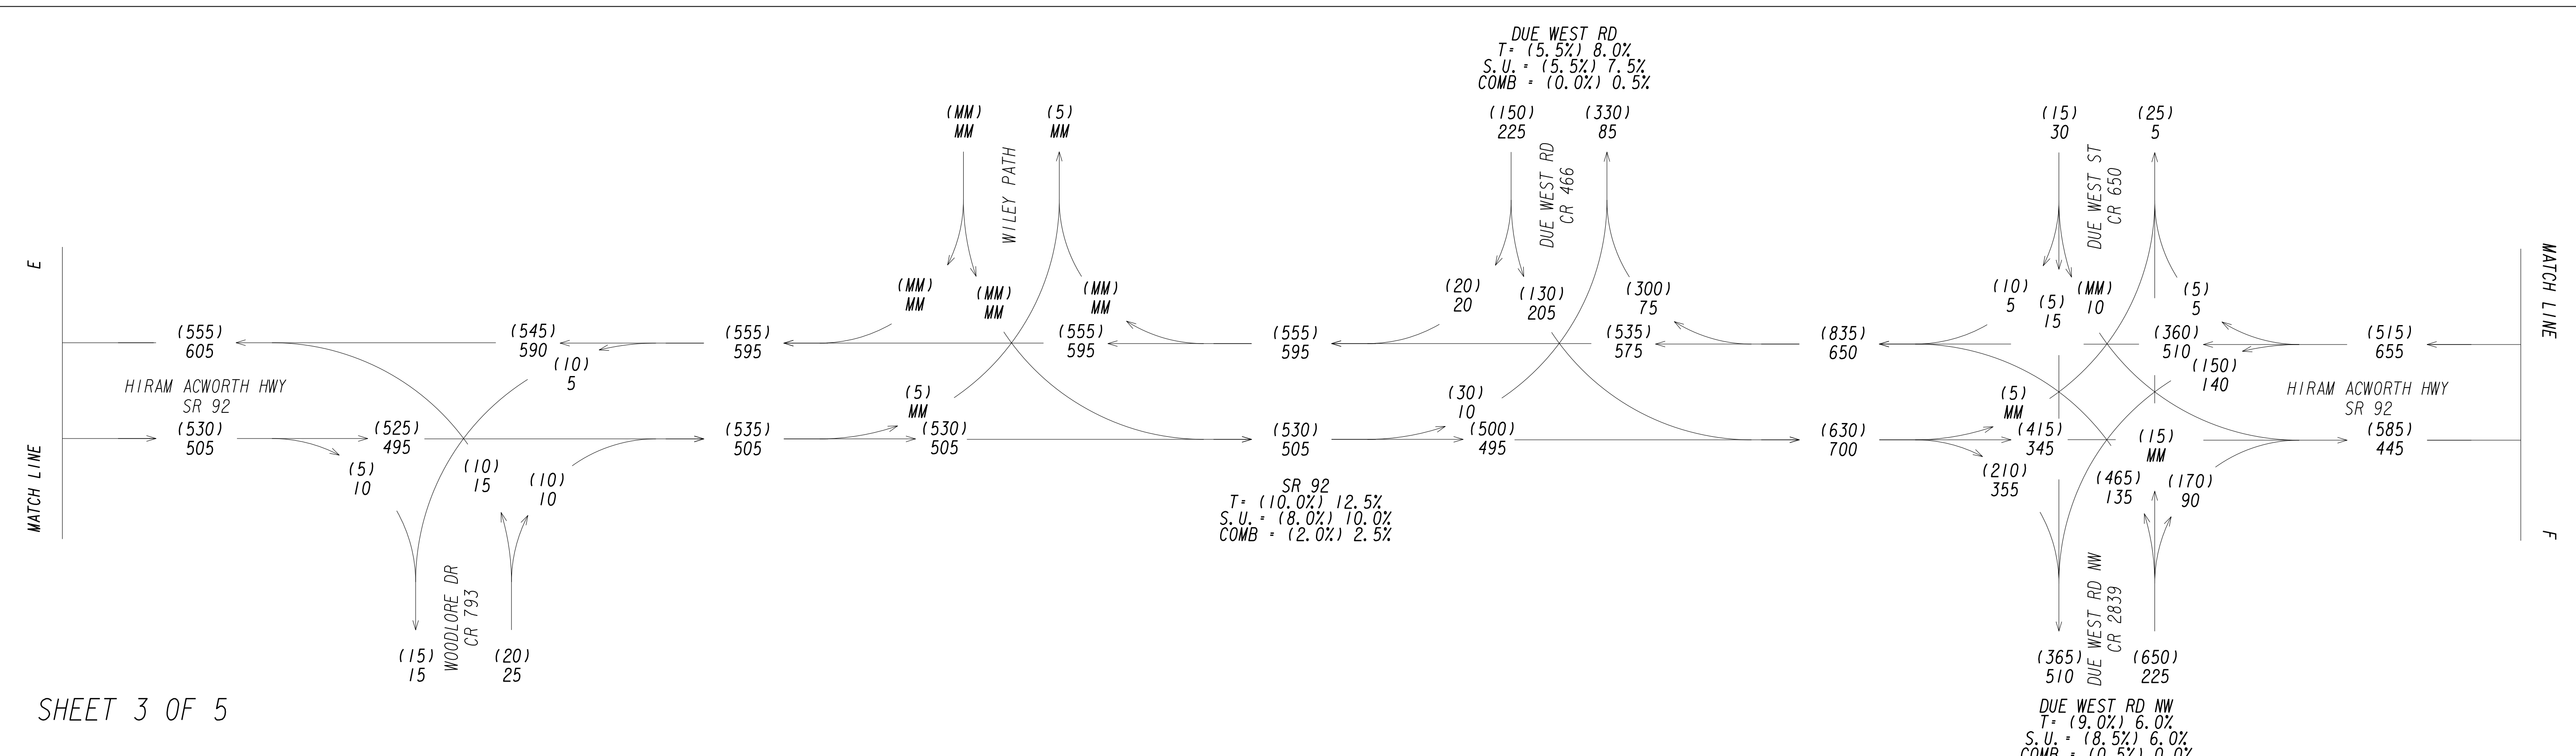 DUE WEST RD
T= (5.5%) 8.0%
S.U.= (5.5%) 7.5%
COMB = (0.0%) 0.5%
(MM)
MM
(5)
MM
(150)
225
(330)
85
(15)
30
(25)
5
WILEY PATH
DUE WEST RD
CR 466
DUE WEST ST
CR 650
E
MATCH LINE
(MM)
MM
(MM)
MM
(MM)
MM
(20)
20
(130)
205
(300)
75
(10)
5
(5)
15
(MM)
10
(5)
5
(555)
605
(545)
590
(555)
595
(555)
595
(555)
595
(535)
575
(835)
650
(360)
510
(515)
655
(10)
5
(150)
140
HIRAM ACWORTH HWY
SR 92
HIRAM ACWORTH HWY
SR 92
(5)
MM
(30)
10
(5)
MM
(530)
505
(525)
495
(535)
505
(530)
505
(530)
505
(500)
495
(630)
700
(415)
345
(15)
MM
(585)
445
MATCH LINE
F
(5)
10
(10)
15
(10)
10
(210)
355
(465)
135
(170)
90
SR 92
T= (10.0%) 12.5%
S.U.= (8.0%) 10.0%
COMB = (2.0%) 2.5%
WOODLORE DR
CR 793
DUE WEST RD NW
CR 2839
(15)
15
(20)
25
(365)
510
(650)
225
SHEET 3 OF 5
DUE WEST RD NW
T= (9.0%) 6.0%
S.U.= (8.5%) 6.0%
COMB = (0.5%) 0.0%